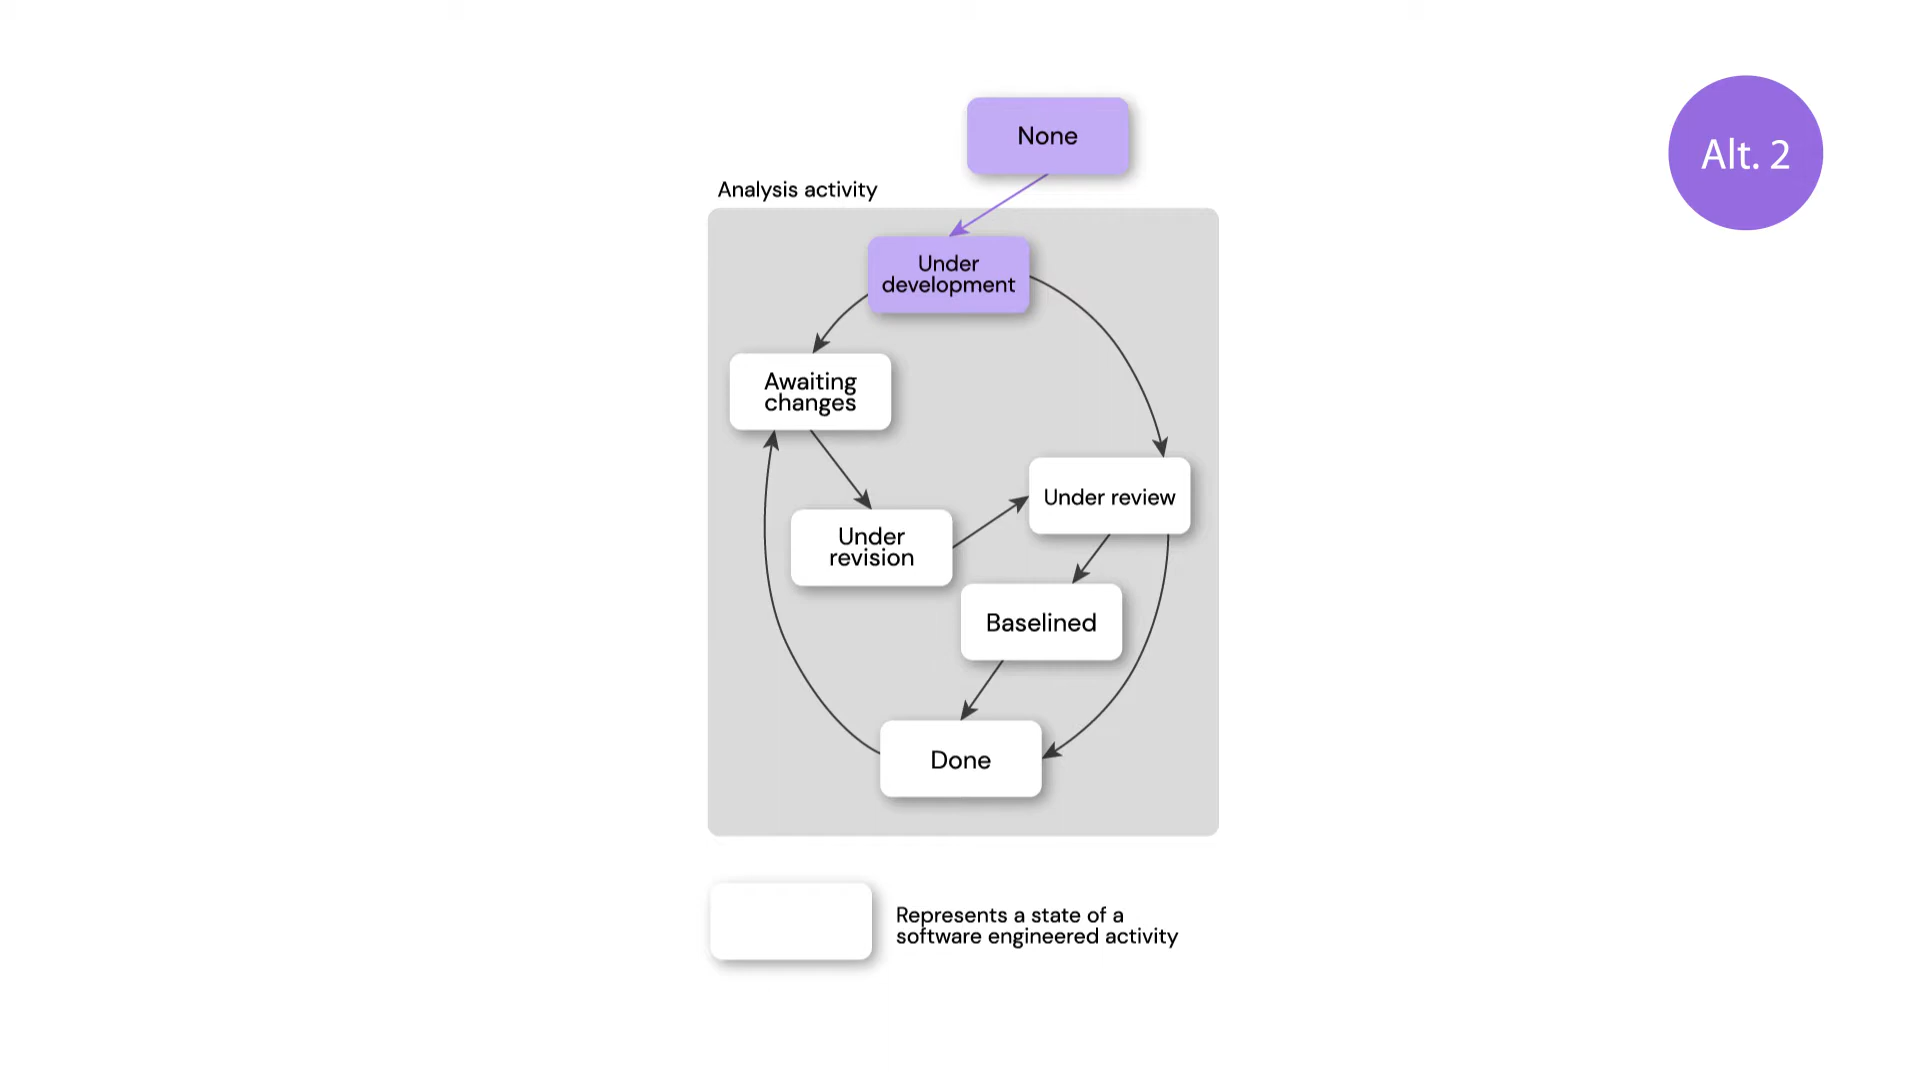 None
Alt. 2
Analysis activity
Under
development
Awaiting
changes
Under review
Under
revision
Baselined
Done
Represents a state of a
software engineered activity